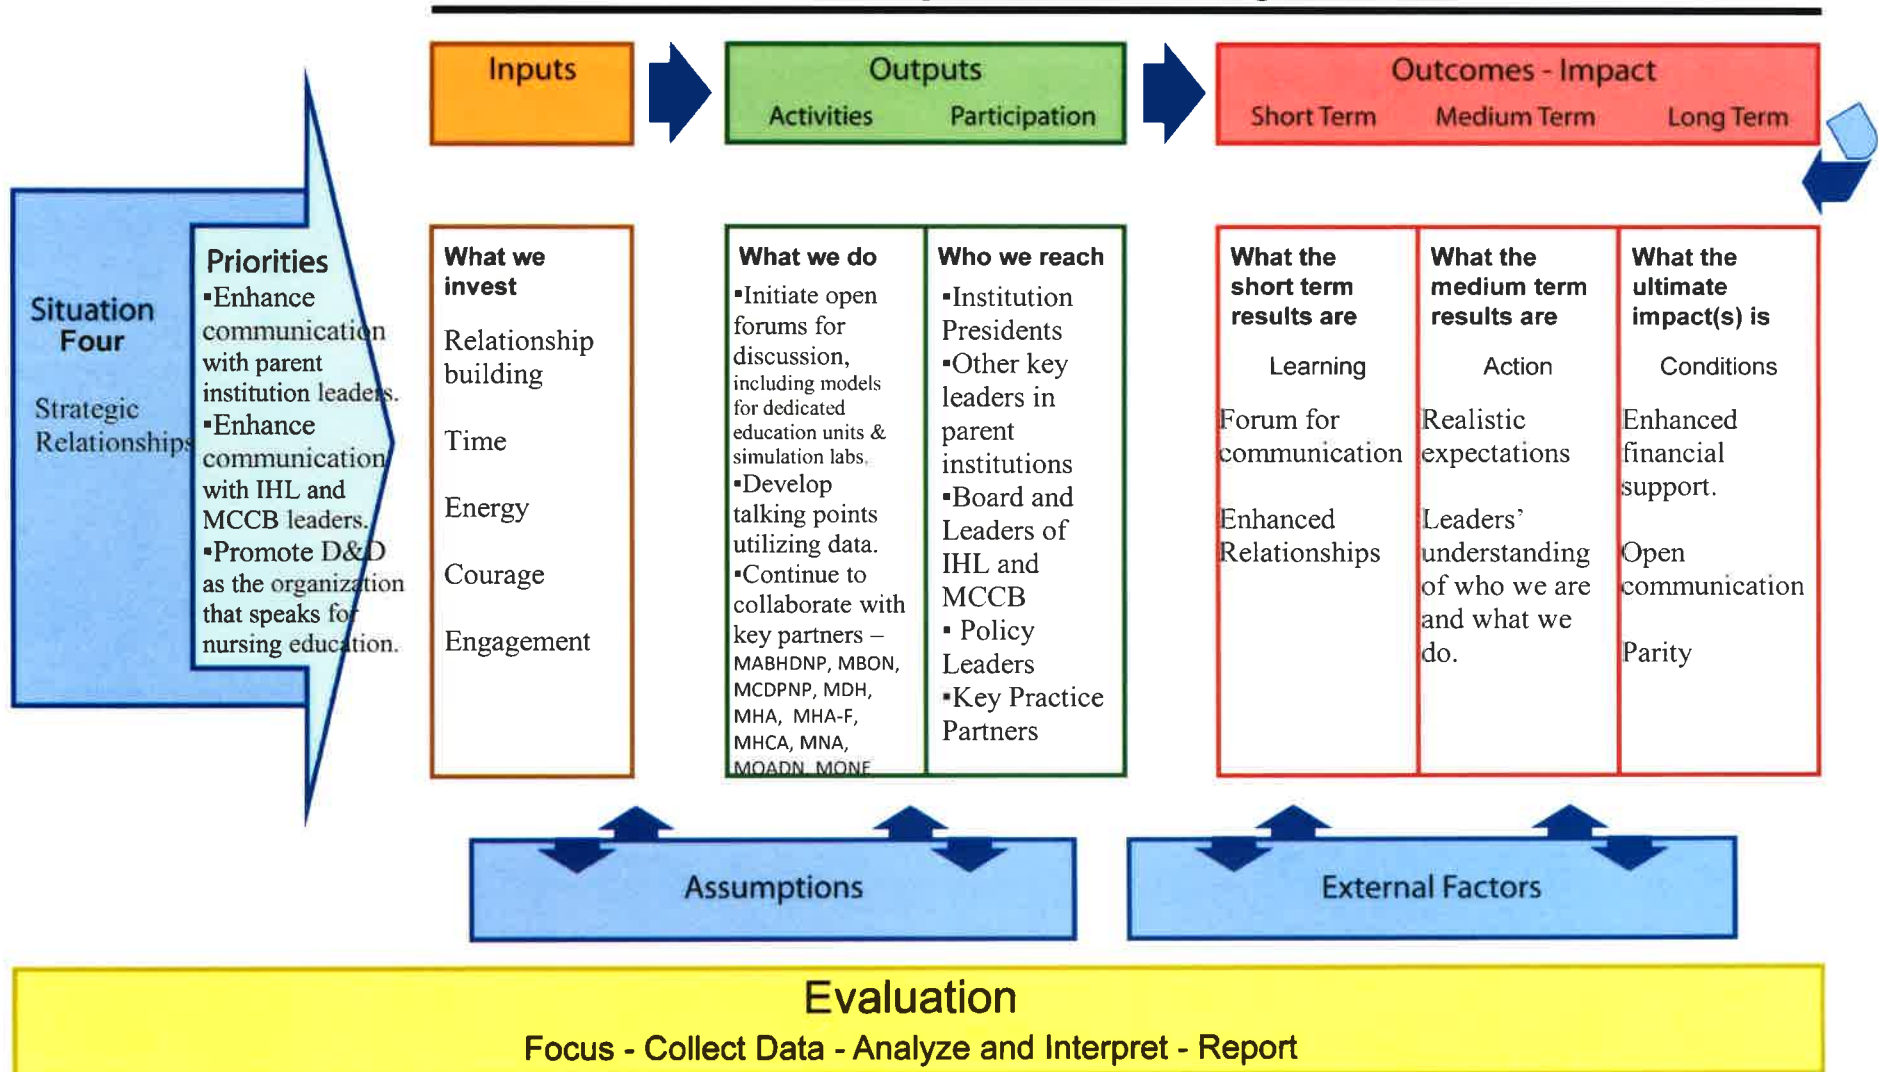 Inputs
Outputs
Activities
Participation
Outcomes - Impact
Short Term
Medium Term
Long Term
Situation
Four
Strategic
Relationships
Priorities
▪Enhance
communication
with parent
institution leaders.
▪Enhance
communication
with IHL and
MCCB leaders.
▪Promote D&D
as the organization
that speaks for
nursing education.
What we
invest
Relationship
building
Time
Energy
Courage
Engagement
What we do
▪Initiate open
forums for
discussion,
including models
for dedicated
education units &
simulation labs.
▪Develop
talking points
utilizing data.
▪Continue to
collaborate with
key partners –
MABHDNP, MBON,
MCDPNP, MDH,
MHA, MHA-F,
MHCA, MNA,
MOADN, MONE
Who we reach
▪Institution
Presidents
▪Other key
leaders in
parent
institutions
▪Board and
Leaders of
IHL and
MCCB
▪ Policy
Leaders
▪Key Practice
Partners
What the
short term
results are
Learning
Forum for
communication
Enhanced
Relationships
What the
medium term
results are
Action
Realistic
expectations
Leaders’
understanding
of who we are
and what we
do.
What the
ultimate
impact(s) is
Conditions
Enhanced
financial
support.
Open
communication
Parity
Assumptions
External Factors
Evaluation
Focus - Collect Data - Analyze and Interpret - Report